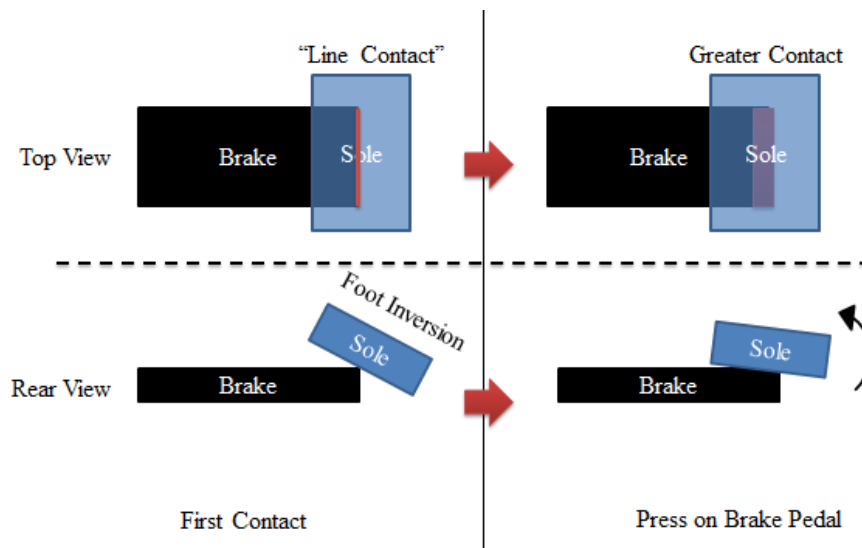 “Line Contact”
Greater Contact
Top View
Brake
Sole
Brake
Sole
Foot Inversion
Sole
Sole
Rear View
Brake
Brake
First Contact
Press on Brake Pedal